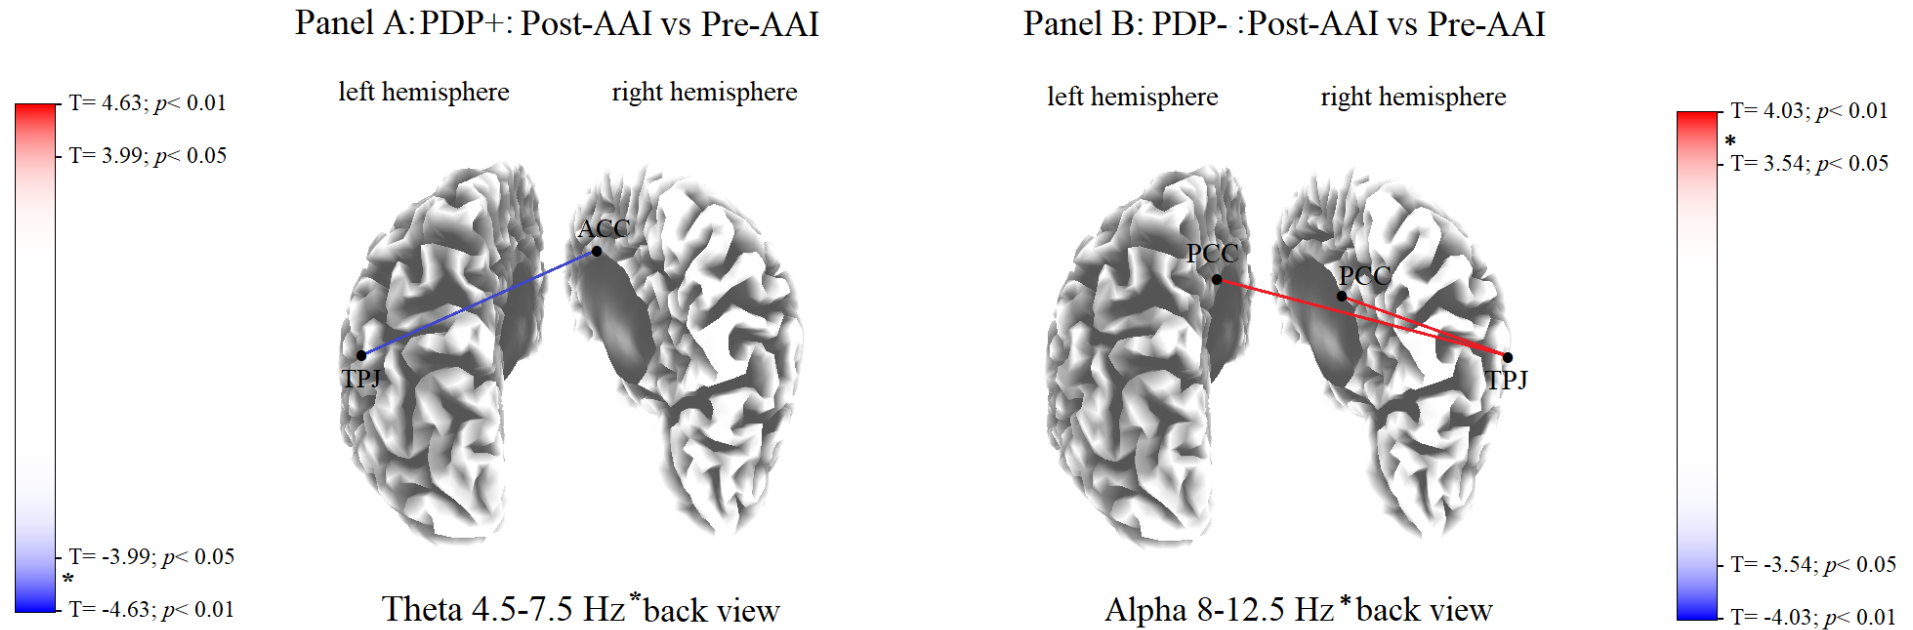 Panel A: PDP+: Post-AAI vs Pre-AAI
left hemisphere
right hemisphere
T= 4.63; p< 0.01
T= 3.99; p< 0.05
ACC
TPJ
T= -3.99; p< 0.05
*
T= -4.63; p< 0.01
Theta 4.5-7.5 Hz * back view
Panel B: PDP- : Post-AAI vs Pre-AAI
left hemisphere
right hemisphere
T= 4.03; p< 0.01
*
T= 3.54; p< 0.05
PCC
PCC
TPJ
T= -3.54; p< 0.05
T= -4.03; p< 0.01
Alpha 8-12.5 Hz * back view